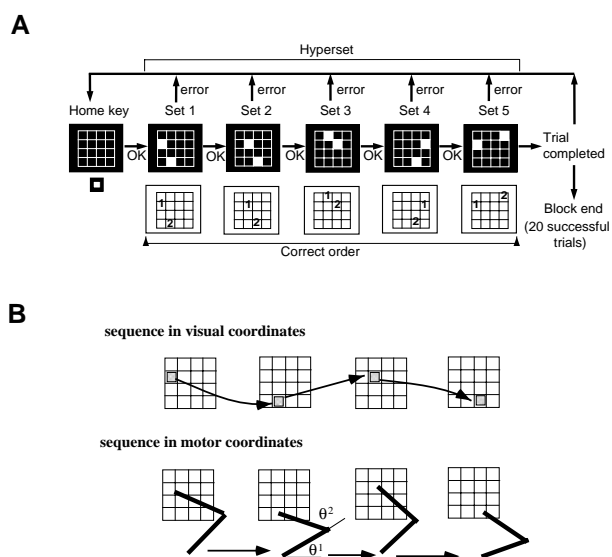 A
Hyperset
error error error error error
Home key Set 1 Set 2 Set 3 Set 4 Set 5
OK OK OK OK OK
Trial
completed
1 2
1 2
1 2
1 2
1 2
Block end
(20 successful
trials)
Correct order
B
sequence in visual coordinates
sequence in motor coordinates
θ2
θ1